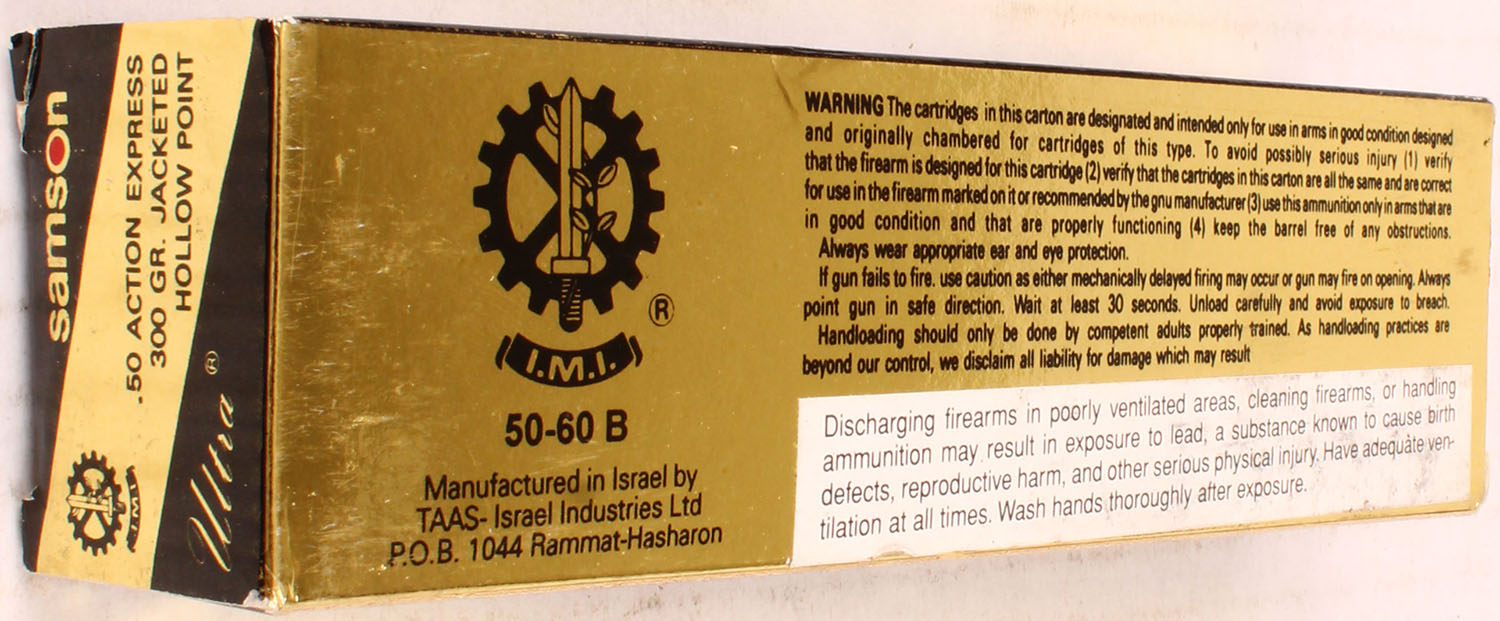 samson
.50 ACTION EXPRESS
300 GR. JACKETED
HOLLOW POINT
Ultra ®
I.M.I.
®
I.M.I.
50-60 B
Manufactured in Israel by
TAAS- Israel Industries Ltd
P.O.B. 1044 Rammat-Hasharon
WARNING The cartridges in this carton are designated and intended only for use in arms in good condition designed
and originally chambered for cartridges of this type. To avoid possibly serious injury (1) verify
that the firearm is designed for this cartridge (2) verify that the cartridges in this carton are all the same and are correct
for use in the firearm marked on it or recommended by the gnu manufacturer (3) use this ammunition only in arms that are
in good condition and that are properly functioning (4) keep the barrel free of any obstructions.
Always wear appropriate ear and eye protection.
If gun fails to fire. use caution as either mechanically delayed firing may occur or gun may fire on opening. Always
point gun in safe direction. Wait at least 30 seconds. Unload carefully and avoid exposure to breach.
Handloading should only be done by competent adults properly trained. As handloading practices are
beyond our control, we disclaim all liability for damage which may result
Discharging firearms in poorly ventilated areas, cleaning firearms, or handling
ammunition may result in exposure to lead, a substance known to cause birth
defects, reproductive harm, and other serious physical injury. Have adequate ven-
tilation at all times. Wash hands thoroughly after exposure.